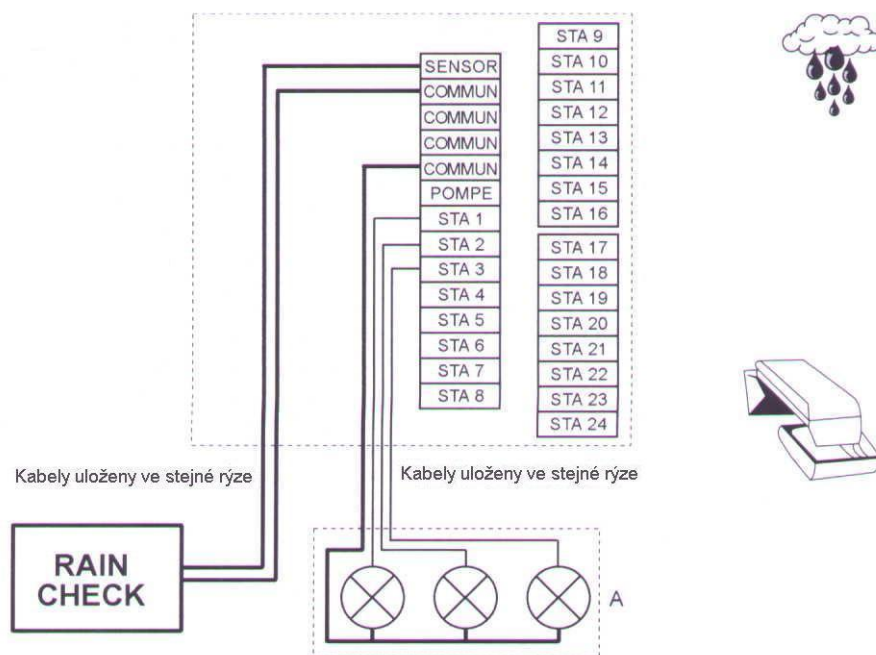 SENSOR
COMMUN
COMMUN
COMMUN
COMMUN
POMPE
STA 1
STA 2
STA 3
STA 4
STA 5
STA 6
STA 7
STA 8
STA 9
STA 10
STA 11
STA 12
STA 13
STA 14
STA 15
STA 16
STA 17
STA 18
STA 19
STA 20
STA 21
STA 22
STA 23
STA 24
Kabely uloženy ve stejné rýze
Kabely uloženy ve stejné rýze
RAIN
CHECK
A